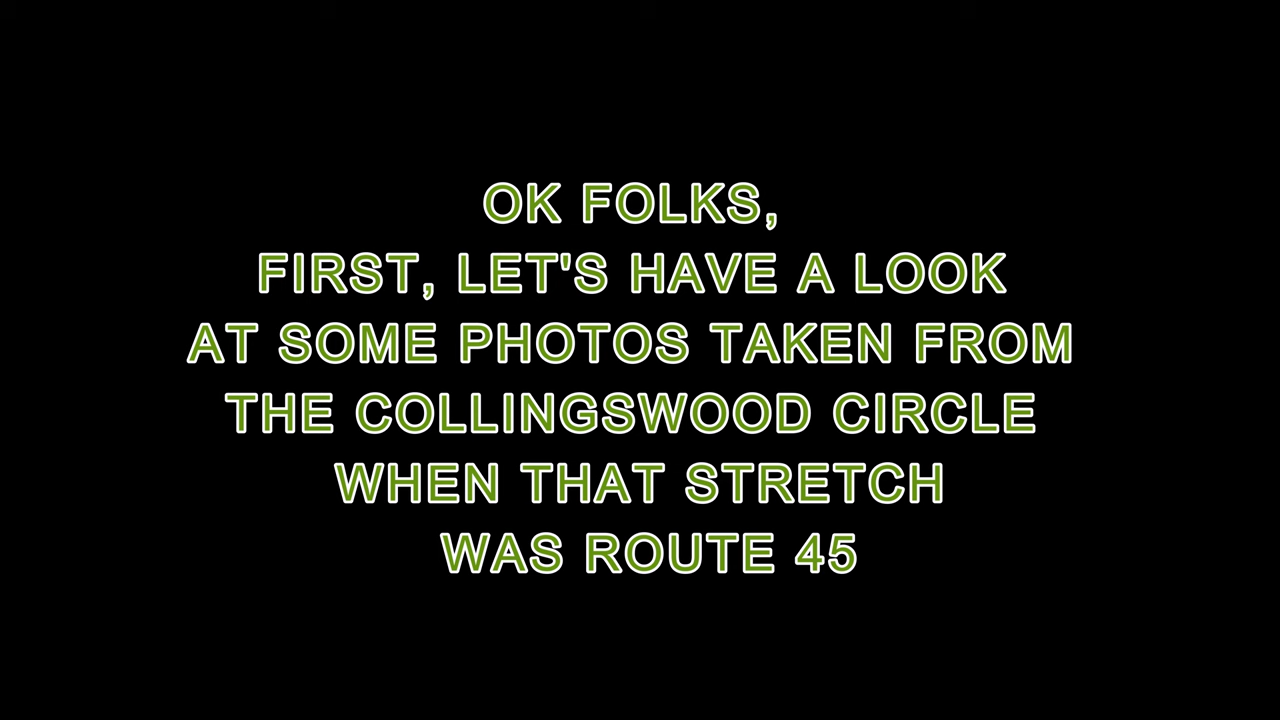 OK FOLKS,
FIRST, LET'S HAVE A LOOK
AT SOME PHOTOS TAKEN FROM
THE COLLINGSWOOD CIRCLE
WHEN THAT STRETCH
WAS ROUTE 45